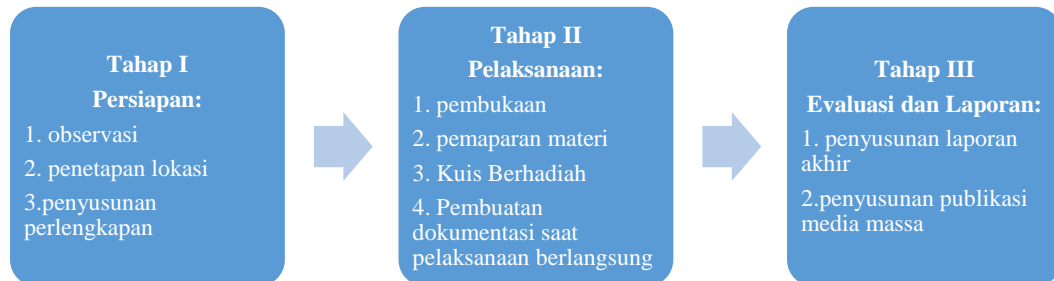 Tahap I
Persiapan:
1. observasi
2. penetapan lokasi
3.penyusunan
perlengkapan
Tahap II
Pelaksanaan:
1. pembukaan
2. pemaparan materi
3. Kuis Berhadiah
4. Pembuatan
dokumentasi saat
pelaksanaan berlangsung
Tahap III
Evaluasi dan Laporan:
1. penyusunan laporan
akhir
2.penyusunan publikasi
media massa